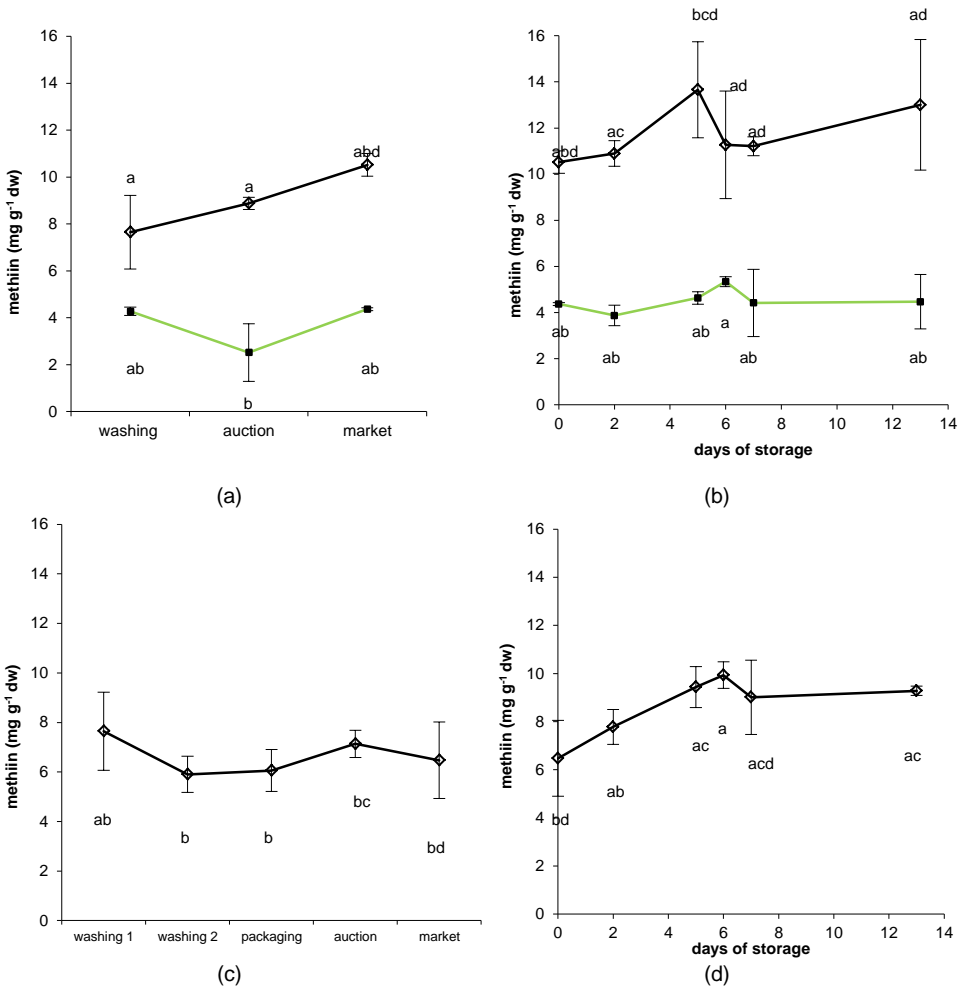 16
14
12
10
8
6
4
2
0
methiin (mg g⁻¹ dw)
a
a
abd
ab
b
ab
washing auction market
(a)
16
14
12
10
8
6
4
2
0
methiin (mg g⁻¹ dw)
abd
ac
bcd
ad
ad
ad
ab
ab
ab
a
ab
ab
0 2 4 6 8 10 12 14
days of storage
(b)
16
14
12
10
8
6
4
2
0
methiin (mg g⁻¹ dw)
ab
b
b
bc
bd
washing 1 washing 2 packaging auction market
(c)
16
14
12
10
8
6
4
2
0
methiin (mg g⁻¹ dw)
bd
ab
ac
a
acd
ac
0 2 4 6 8 10 12 14
days of storage
(d)